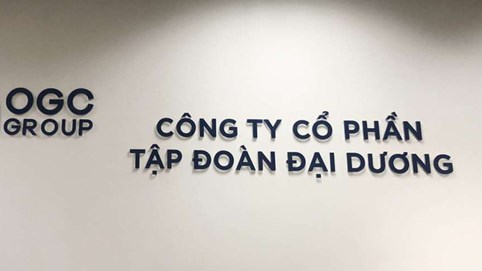 OGC
GROUP
CÔNG TY CỔ PHẦN
TẬP ĐOÀN ĐẠI DƯƠNG